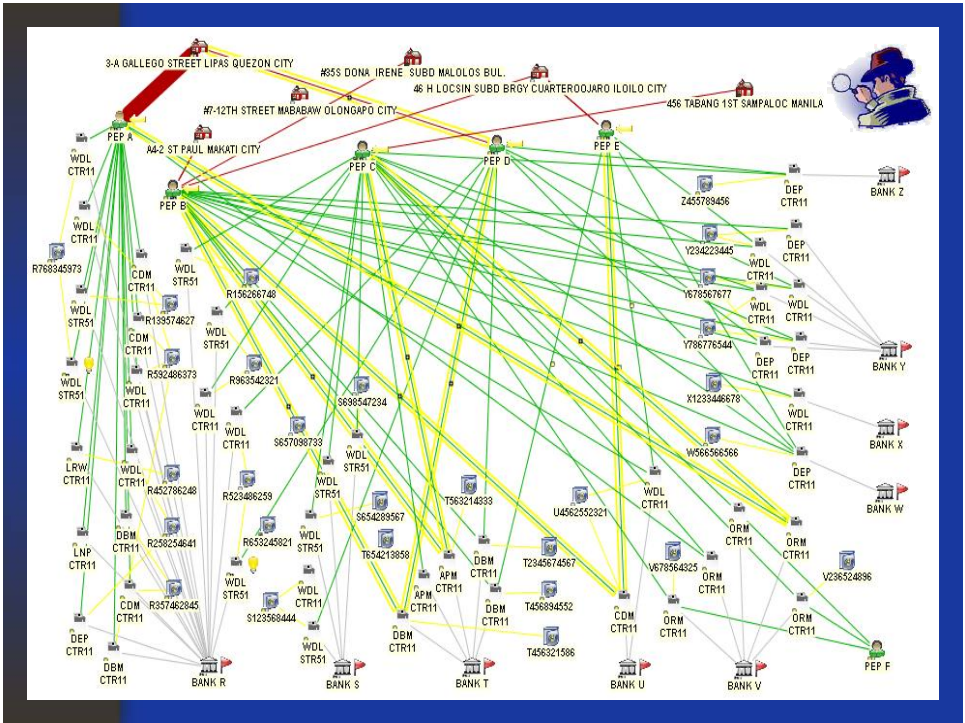 3-A GALLEGO STREET LIPAS QUEZON CITY
#35S DONA IRENE SUBD MALOLOS BUL.
46 H LOCSIN SUBD BRGY CUARTEROOJARO ILOILO CITY
#7-12TH STREET MABABAW OLONGAPO CITY
456 TABANG 1ST SAMPALOC MANILA
A4-2 ST PAUL MAKATI CITY
PEP A
PEP B
PEP C
PEP D
PEP E
WDL
CTR11
DEP
CTR11
BANK Z
Z455789456
WDL
CTR11
Y234223445
DEP
CTR11
WDL
CTR11
R768345973
CDM
CTR11
WDL
STR51
R156266748
Y678567677
WDL
CTR11
WDL
CTR11
WDL
STR51
R139574627
CDM
CTR11
WDL
STR51
Y786776544
DEP
CTR11
DEP
CTR11
BANK Y
WDL
STR51
R592486373
WDL
CTR11
R963542321
S698547234
X1233446678
WDL
CTR11
WDL
CTR11
WDL
CTR11
S657098733
BANK X
W566566566
WDL
STR51
DEP
CTR11
LRW
CTR11
WDL
CTR11
R452786248
R523486259
WDL
STR51
T563214333
U4562552321
WDL
CTR11
BANK W
S654289567
R258254641
DBM
CTR11
R653245821
WDL
STR51
T654213858
ORM
CTR11
ORM
CTR11
LNP
CTR11
DBM
CTR11
T2345674567
V678564325
V236524896
APM
CTR11
APM
CTR11
ORM
CTR11
WDL
STR51
WDL
CTR11
CDM
CTR11
R357462845
S123568444
DBM
CTR11
T456894552
CDM
CTR11
ORM
CTR11
ORM
CTR11
DEP
CTR11
WDL
STR51
DBM
CTR11
T456321586
DBM
CTR11
PEP F
BANK R
BANK S
BANK T
BANK U
BANK V